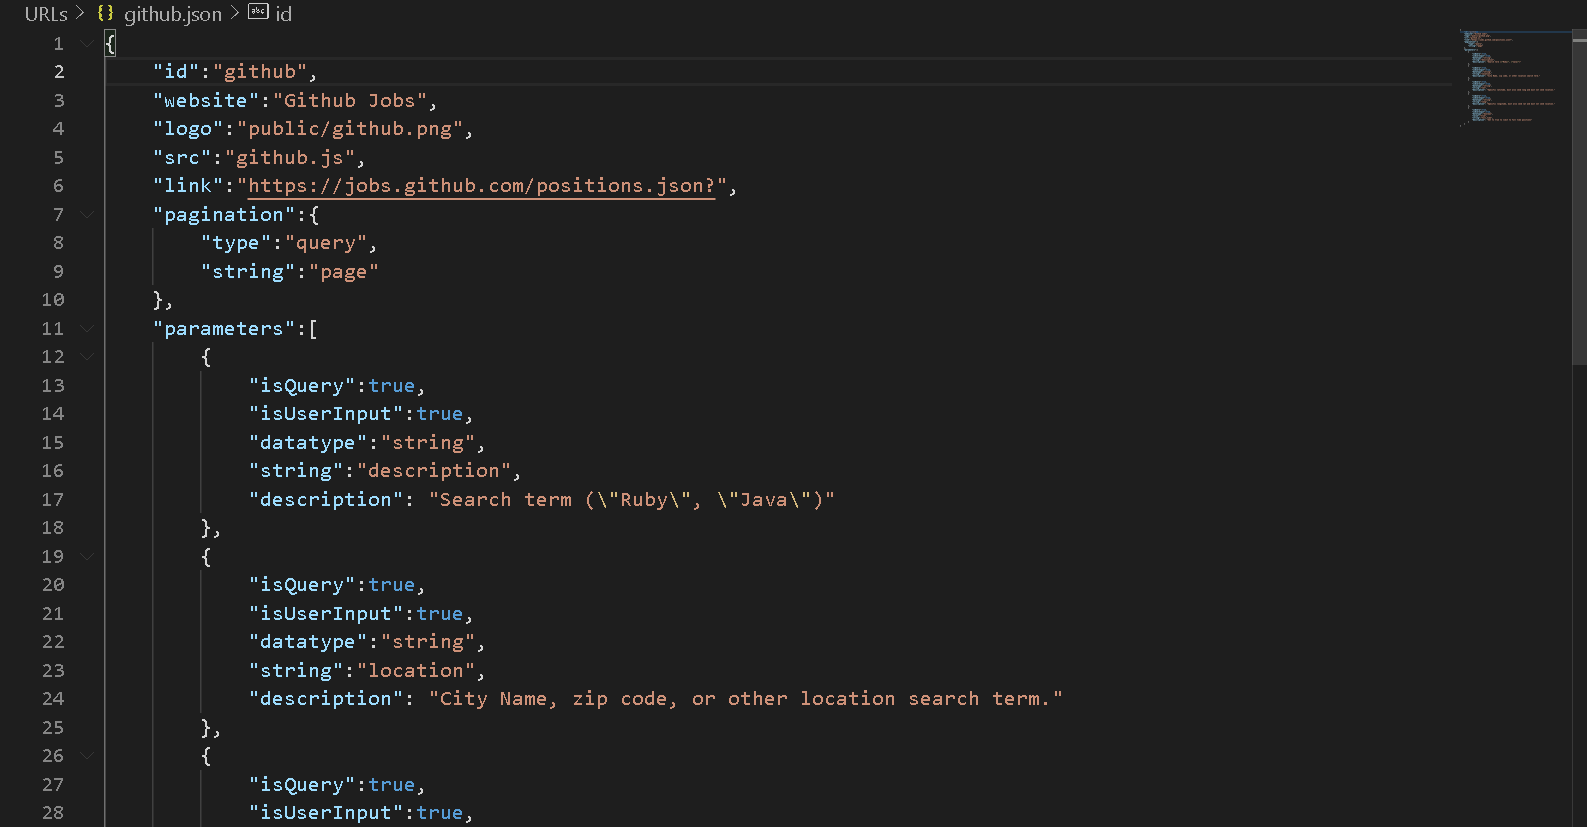 URLs > {} github.json > abc id
1 {
2 "id":"github",
3 "website":"Github Jobs",
4 "logo":"public/github.png",
5 "src":"github.js",
6 "link":"https://jobs.github.com/positions.json?",
7 "pagination":{
8 "type":"query",
9 "string":"page"
10 },
11 "parameters":[
12 {
13 "isQuery":true,
14 "isUserInput":true,
15 "datatype":"string",
16 "string":"description",
17 "description": "Search term (\"Ruby\", \"Java\")"
18 },
19 {
20 "isQuery":true,
21 "isUserInput":true,
22 "datatype":"string",
23 "string":"location",
24 "description": "City Name, zip code, or other location search term."
25 },
26 {
27 "isQuery":true,
28 "isUserInput":true,